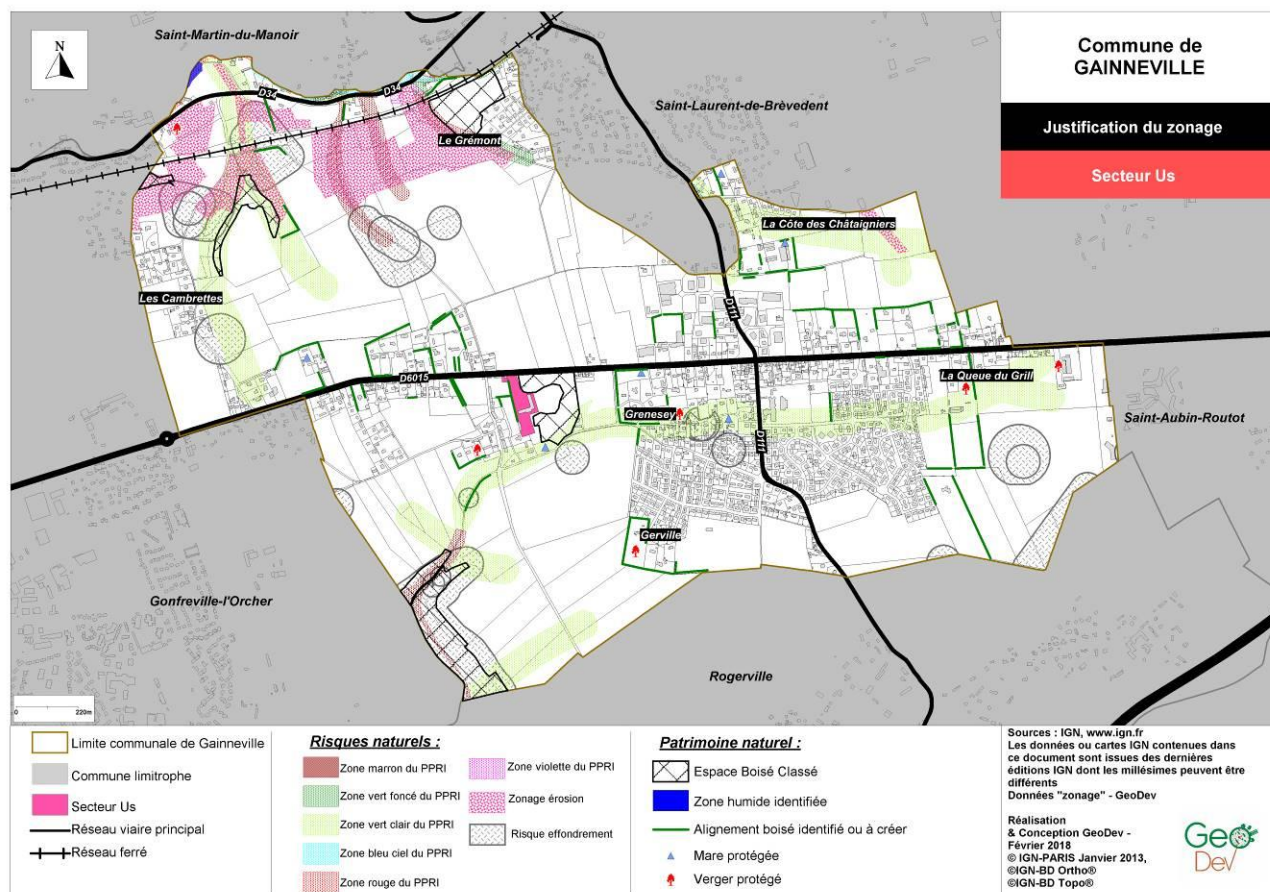 Commune de
GAINNEVILLE
Justification du zonage
Secteur Us
N
Saint-Martin-du-Manoir
D34
D34
Saint-Laurent-de-Brèvedent
Le Grémont
La Côte des Châtaigniers
Les Cambrettes
D111
D6015
La Queue du Grill
Grenesey
Saint-Aubin-Routot
D111
Gerville
Gonfreville-l'Orcher
Rogerville
0 220m
Limite communale de Gainneville
Commune limitrophe
Secteur Us
Réseau viaire principal
Réseau ferré
Risques naturels :
Zone marron du PPRI
Zone vert foncé du PPRI
Zone vert clair du PPRI
Zone bleu ciel du PPRI
Zone rouge du PPRI
Zone violette du PPRI
Zonage érosion
Risque effondrement
Patrimoine naturel :
Espace Boisé Classé
Zone humide identifiée
Alignement boisé identifié ou à créer
Mare protégée
Verger protégé
Sources : IGN, www.ign.fr
Les données ou cartes IGN contenues dans
ce document sont issues des dernières
éditions IGN dont les millésimes peuvent être
différents
Données "zonage" - GeoDev
Réalisation
& Conception GeoDev -
Février 2018
© IGN-PARIS Janvier 2013,
©IGN-BD Ortho®
©IGN-BD Topo®
Geo
Dev